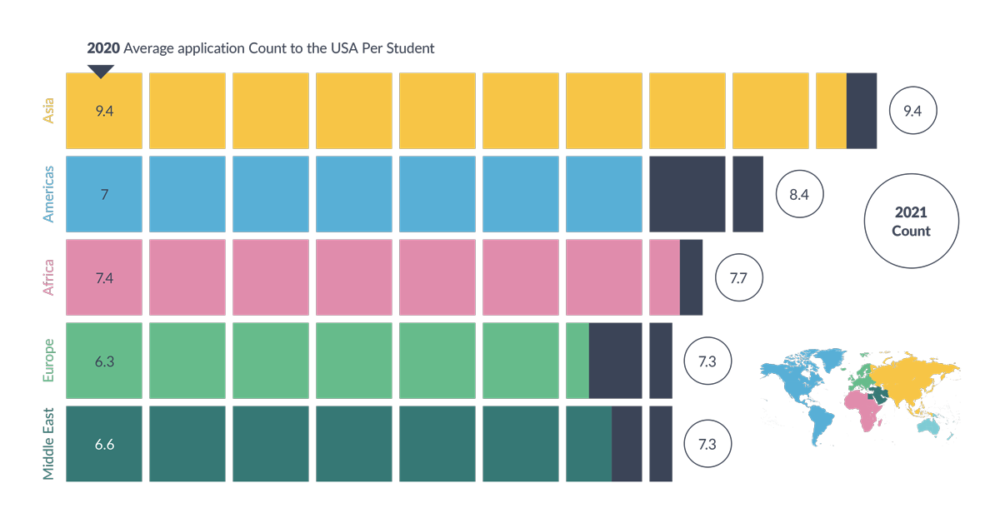 2020 Average application Count to the USA Per Student
Asia
9.4
9.4
Americas
7
8.4
2021
Count
Africa
7.4
7.7
Europe
6.3
7.3
Middle East
6.6
7.3